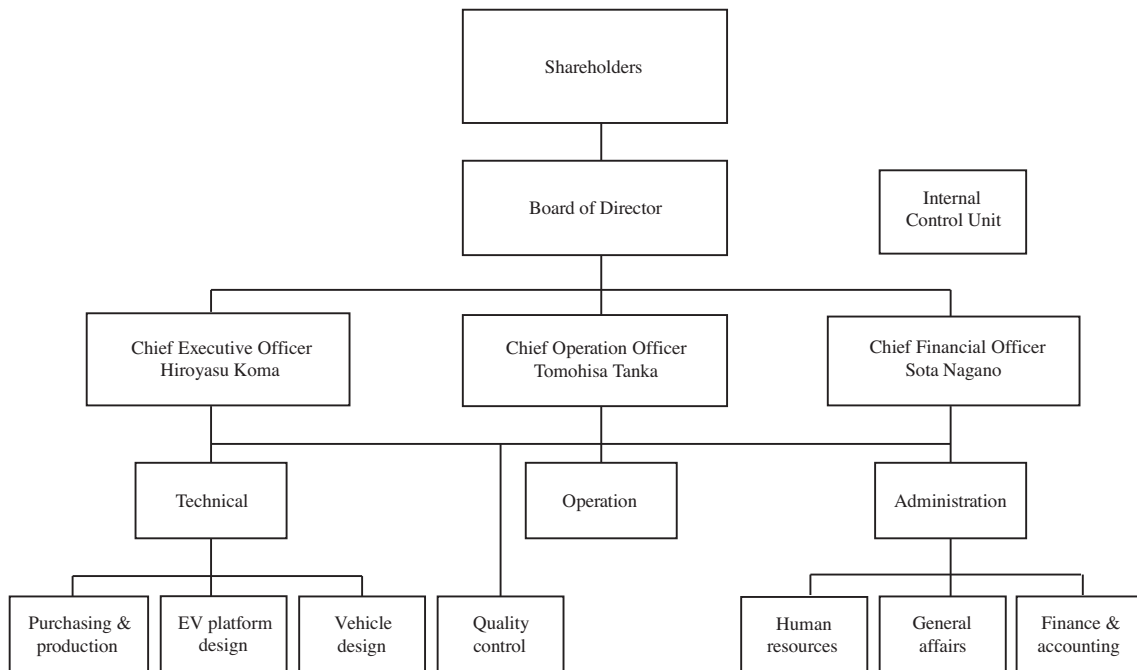 Shareholders
Board of Director
Internal
Control Unit
Chief Executive Officer
Hiroyasu Koma
Chief Operation Officer
Tomohisa Tanka
Chief Financial Officer
Sota Nagano
Technical
Operation
Administration
Purchasing &
production
EV platform
design
Vehicle
design
Quality
control
Human
resources
General
affairs
Finance &
accounting